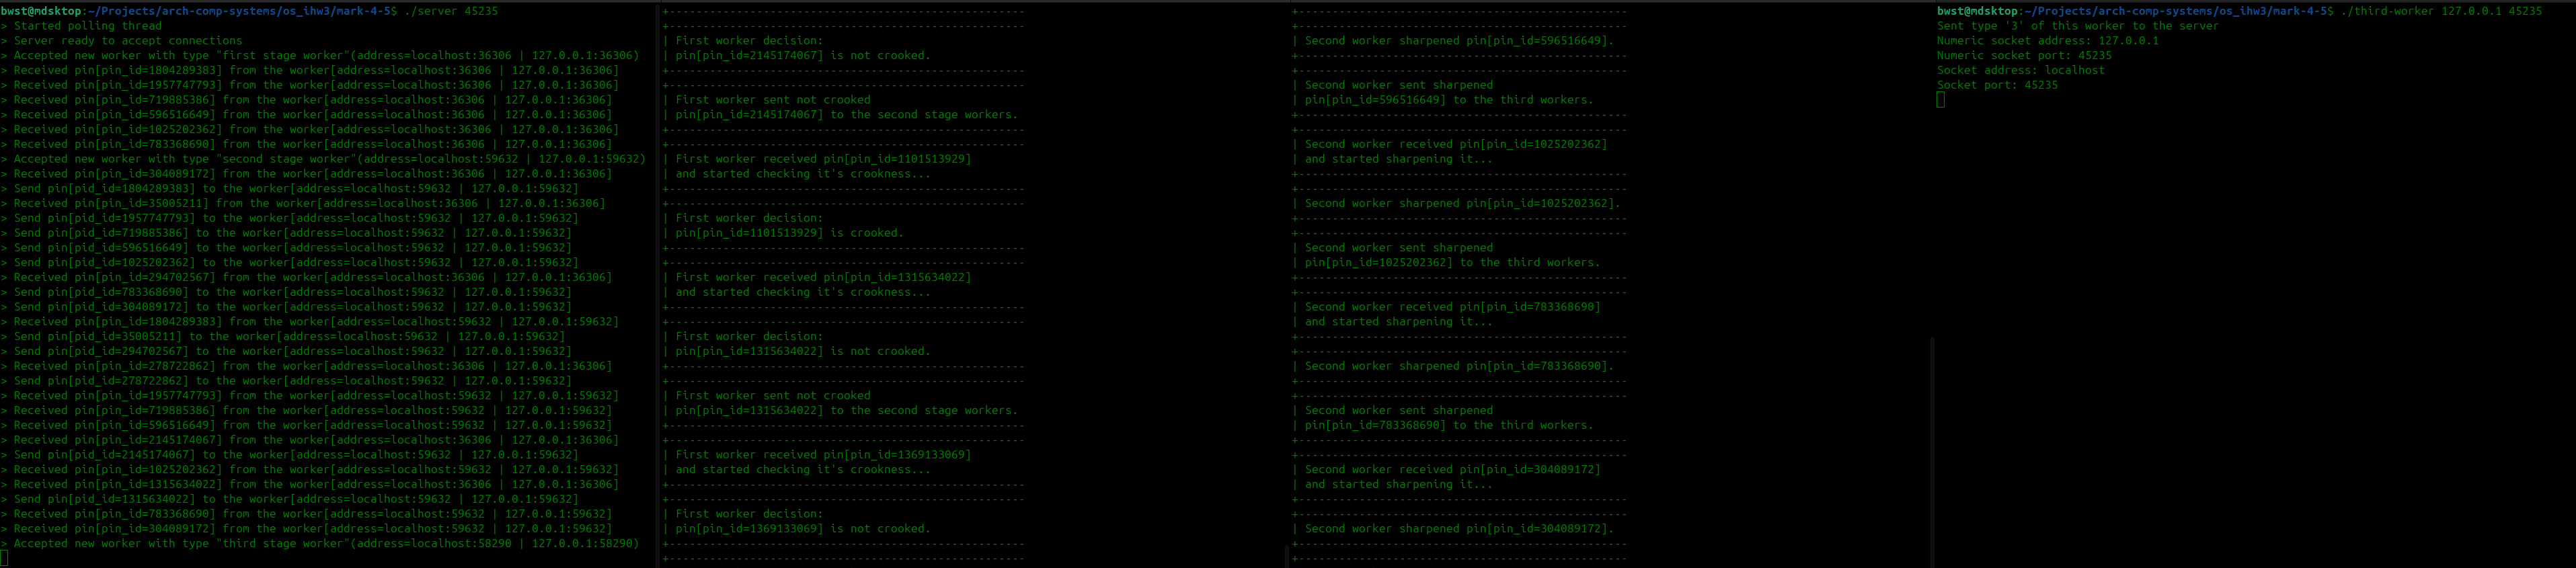 bwst@mdsktop:~/Projects/arch-comp-systems/os_ihw3/mark-4-5$ ./server 45235
> Started polling thread
> Server ready to accept connections
> Accepted new worker with type "first stage worker"(address=localhost:36306 | 127.0.0.1:36306)
> Received pin[pin_id=1804289383] from the worker[address=localhost:36306 | 127.0.0.1:36306]
> Received pin[pin_id=1957747793] from the worker[address=localhost:36306 | 127.0.0.1:36306]
> Received pin[pin_id=719885386] from the worker[address=localhost:36306 | 127.0.0.1:36306]
> Received pin[pin_id=596516649] from the worker[address=localhost:36306 | 127.0.0.1:36306]
> Received pin[pin_id=1025202362] from the worker[address=localhost:36306 | 127.0.0.1:36306]
> Received pin[pin_id=783368690] from the worker[address=localhost:36306 | 127.0.0.1:36306]
> Accepted new worker with type "second stage worker"(address=localhost:59632 | 127.0.0.1:59632)
> Received pin[pin_id=304089172] from the worker[address=localhost:36306 | 127.0.0.1:36306]
> Send pin[pid_id=1804289383] to the worker[address=localhost:59632 | 127.0.0.1:59632]
> Received pin[pin_id=35005211] from the worker[address=localhost:36306 | 127.0.0.1:36306]
> Send pin[pid_id=1957747793] to the worker[address=localhost:59632 | 127.0.0.1:59632]
> Send pin[pid_id=719885386] to the worker[address=localhost:59632 | 127.0.0.1:59632]
> Send pin[pid_id=596516649] to the worker[address=localhost:59632 | 127.0.0.1:59632]
> Send pin[pid_id=1025202362] to the worker[address=localhost:59632 | 127.0.0.1:59632]
> Received pin[pin_id=294702567] from the worker[address=localhost:36306 | 127.0.0.1:36306]
> Send pin[pid_id=783368690] to the worker[address=localhost:59632 | 127.0.0.1:59632]
> Send pin[pid_id=304089172] to the worker[address=localhost:59632 | 127.0.0.1:59632]
> Received pin[pin_id=1804289383] from the worker[address=localhost:59632 | 127.0.0.1:59632]
> Send pin[pid_id=35005211] to the worker[address=localhost:59632 | 127.0.0.1:59632]
> Send pin[pid_id=294702567] to the worker[address=localhost:59632 | 127.0.0.1:59632]
> Received pin[pin_id=278722862] from the worker[address=localhost:36306 | 127.0.0.1:36306]
> Send pin[pid_id=278722862] to the worker[address=localhost:59632 | 127.0.0.1:59632]
> Received pin[pin_id=1957747793] from the worker[address=localhost:59632 | 127.0.0.1:59632]
> Received pin[pin_id=719885386] from the worker[address=localhost:59632 | 127.0.0.1:59632]
> Received pin[pin_id=596516649] from the worker[address=localhost:59632 | 127.0.0.1:59632]
> Received pin[pin_id=2145174067] from the worker[address=localhost:36306 | 127.0.0.1:36306]
> Send pin[pid_id=2145174067] to the worker[address=localhost:59632 | 127.0.0.1:59632]
> Received pin[pin_id=1025202362] from the worker[address=localhost:59632 | 127.0.0.1:59632]
> Received pin[pin_id=1315634022] from the worker[address=localhost:36306 | 127.0.0.1:36306]
> Send pin[pid_id=1315634022] to the worker[address=localhost:59632 | 127.0.0.1:59632]
> Received pin[pin_id=783368690] from the worker[address=localhost:59632 | 127.0.0.1:59632]
> Received pin[pin_id=304089172] from the worker[address=localhost:59632 | 127.0.0.1:59632]
> Accepted new worker with type "third stage worker"(address=localhost:58290 | 127.0.0.1:58290)
+-----------------------------------------------------
+-----------------------------------------------------
| First worker decision:
| pin[pin_id=2145174067] is not crooked.
+-----------------------------------------------------
+-----------------------------------------------------
| First worker sent not crooked
| pin[pin_id=2145174067] to the second stage workers.
+-----------------------------------------------------
+-----------------------------------------------------
| First worker received pin[pin_id=1101513929]
| and started checking it's crookness...
+-----------------------------------------------------
+-----------------------------------------------------
| First worker decision:
| pin[pin_id=1101513929] is crooked.
+-----------------------------------------------------
+-----------------------------------------------------
| First worker received pin[pin_id=1315634022]
| and started checking it's crookness...
+-----------------------------------------------------
+-----------------------------------------------------
| First worker decision:
| pin[pin_id=1315634022] is not crooked.
+-----------------------------------------------------
+-----------------------------------------------------
| First worker sent not crooked
| pin[pin_id=1315634022] to the second stage workers.
+-----------------------------------------------------
+-----------------------------------------------------
| First worker received pin[pin_id=1369133069]
| and started checking it's crookness...
+-----------------------------------------------------
+-----------------------------------------------------
| First worker decision:
| pin[pin_id=1369133069] is not crooked.
+-----------------------------------------------------
+-----------------------------------------------------
+-------------------------------------------------
+-------------------------------------------------
| Second worker sharpened pin[pin_id=596516649].
+-------------------------------------------------
+-------------------------------------------------
| Second worker sent sharpened
| pin[pin_id=596516649] to the third workers.
+-------------------------------------------------
+-------------------------------------------------
| Second worker received pin[pin_id=1025202362]
| and started sharpening it...
+-------------------------------------------------
+-------------------------------------------------
| Second worker sharpened pin[pin_id=1025202362].
+-------------------------------------------------
+-------------------------------------------------
| Second worker sent sharpened
| pin[pin_id=1025202362] to the third workers.
+-------------------------------------------------
+-------------------------------------------------
| Second worker received pin[pin_id=783368690]
| and started sharpening it...
+-------------------------------------------------
+-------------------------------------------------
| Second worker sharpened pin[pin_id=783368690].
+-------------------------------------------------
+-------------------------------------------------
| Second worker sent sharpened
| pin[pin_id=783368690] to the third workers.
+-------------------------------------------------
+-------------------------------------------------
| Second worker received pin[pin_id=304089172]
| and started sharpening it...
+-------------------------------------------------
+-------------------------------------------------
| Second worker sharpened pin[pin_id=304089172].
+-------------------------------------------------
+-------------------------------------------------
bwst@mdsktop:~/Projects/arch-comp-systems/os_ihw3/mark-4-5$ ./third-worker 127.0.0.1 45235
Sent type '3' of this worker to the server
Numeric socket address: 127.0.0.1
Numeric socket port: 45235
Socket address: localhost
Socket port: 45235